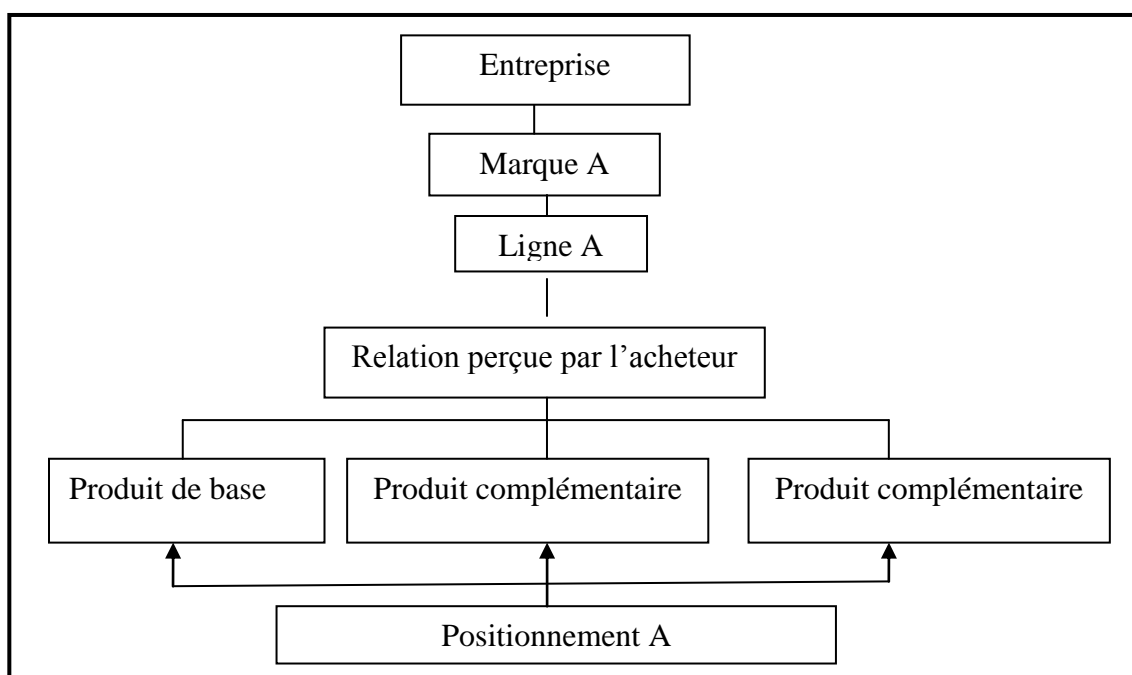 Entreprise
Marque A
Ligne A
Relation perçue par l’acheteur
Produit de base
Produit complémentaire
Produit complémentaire
Positionnement A